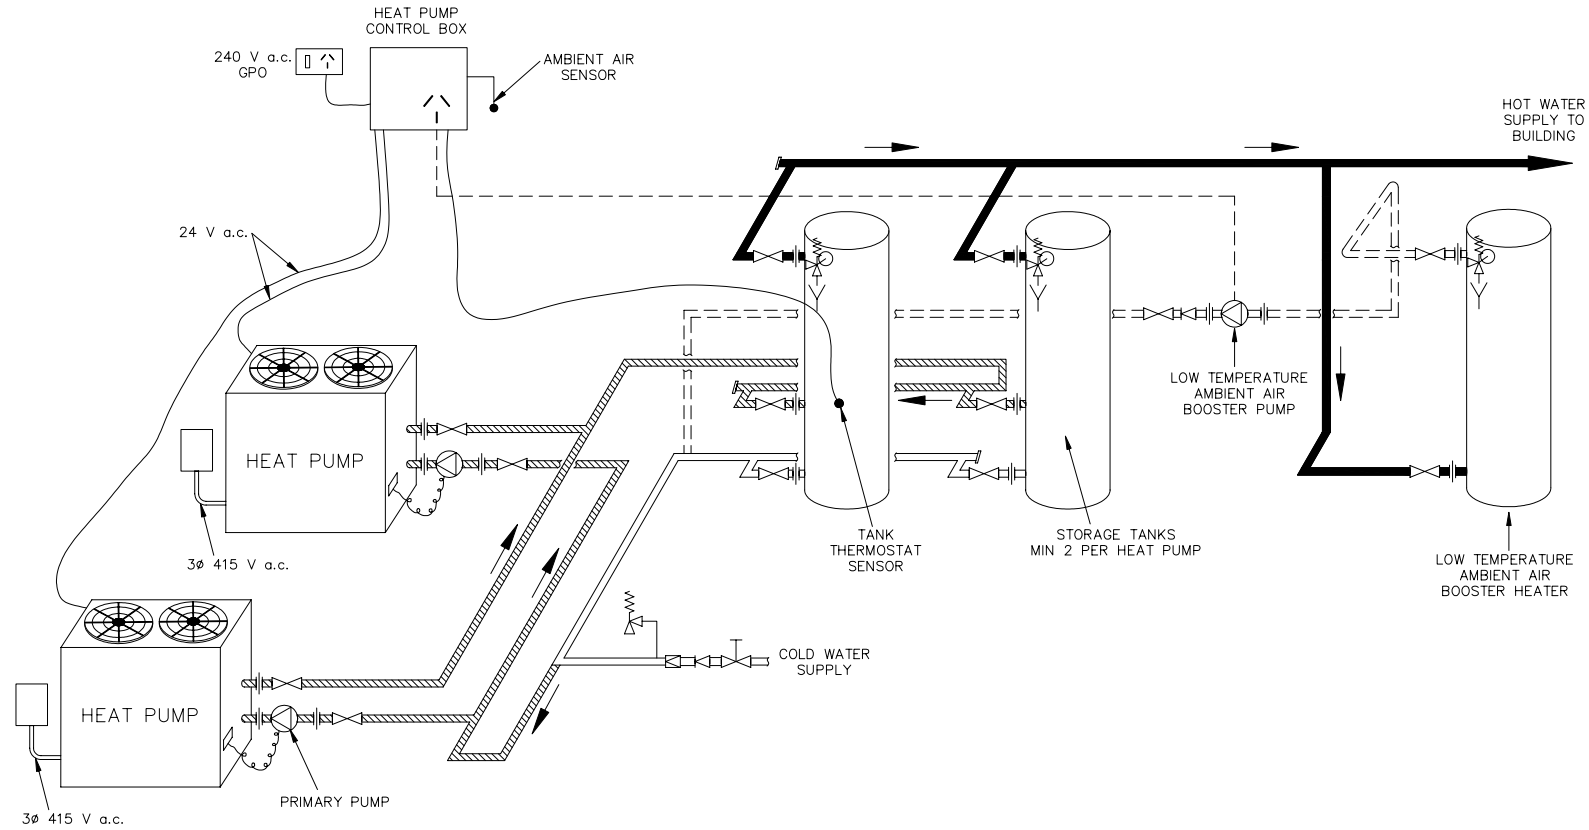 HEAT PUMP
CONTROL BOX
240 V a.c.
GPO
AMBIENT AIR
SENSOR
HOT WATER
SUPPLY TO
BUILDING
24 V a.c.
LOW TEMPERATURE
AMBIENT AIR
BOOSTER PUMP
HEAT PUMP
3ø 415 V a.c.
TANK
THERMOSTAT
SENSOR
STORAGE TANKS
MIN 2 PER HEAT PUMP
LOW TEMPERATURE
AMBIENT AIR
BOOSTER HEATER
COLD WATER
SUPPLY
HEAT PUMP
PRIMARY PUMP
3ø 415 V a.c.